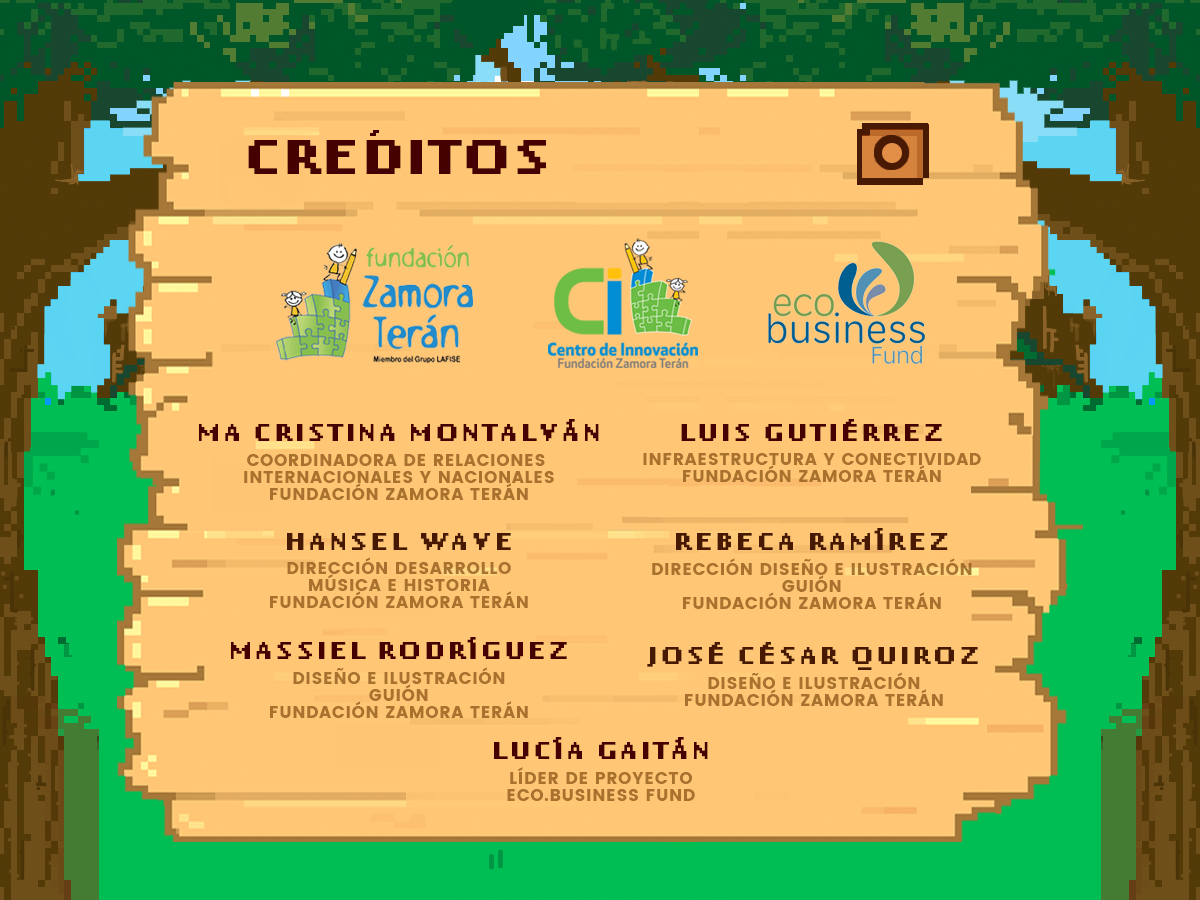 CREDITOS
fundación
Zamora
Terán
Miembro del Grupo LAFISE
Ci
Centro de Innovación
Fundación Zamora Terán
eco.
business
Fund
MA CRISTINA MONTALVÁN
COORDINADORA DE RELACIONES
INTERNACIONALES Y NACIONALES
FUNDACIÓN ZAMORA TERÁN
LUIS GUTIÉRREZ
INFRAESTRUCTURA Y CONECTIVIDAD
FUNDACIÓN ZAMORA TERÁN
HANSEL WAVE
DIRECCIÓN DESARROLLO
MÚSICA E HISTORIA
FUNDACIÓN ZAMORA TERÁN
REBECA RAMÍREZ
DIRECCIÓN DISEÑO E ILUSTRACIÓN
GUIÓN
FUNDACIÓN ZAMORA TERÁN
MASSIEL RODRÍGUEZ
DISEÑO E ILUSTRACIÓN
GUIÓN
FUNDACIÓN ZAMORA TERÁN
JOSÉ CÉSAR QUIROZ
DISEÑO E ILUSTRACIÓN
FUNDACIÓN ZAMORA TERÁN
LUCÍA GAITÁN
LÍDER DE PROYECTO
ECO.BUSINESS FUND